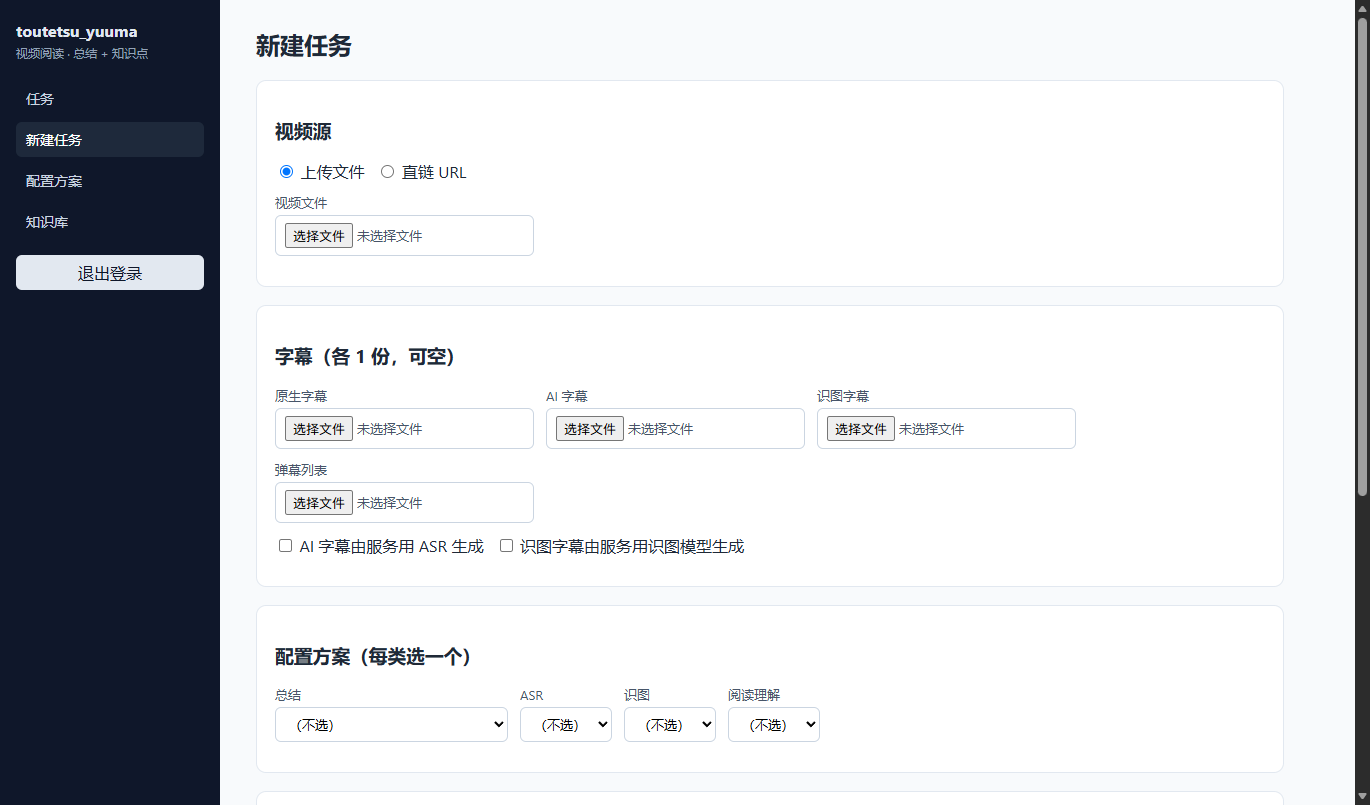 toutetsu_yuuma
视频阅读 · 总结 + 知识点
任务
新建任务
配置方案
知识库
退出登录
新建任务
视频源
上传文件 直链 URL
视频文件
选择文件 未选择文件
字幕（各 1 份，可空）
原生字幕 AI 字幕 识图字幕
选择文件 未选择文件 选择文件 未选择文件 选择文件 未选择文件
弹幕列表
选择文件 未选择文件
AI 字幕由服务用 ASR 生成 识图字幕由服务用识图模型生成
配置方案（每类选一个）
总结 ASR 识图 阅读理解
(不选) (不选) (不选) (不选)